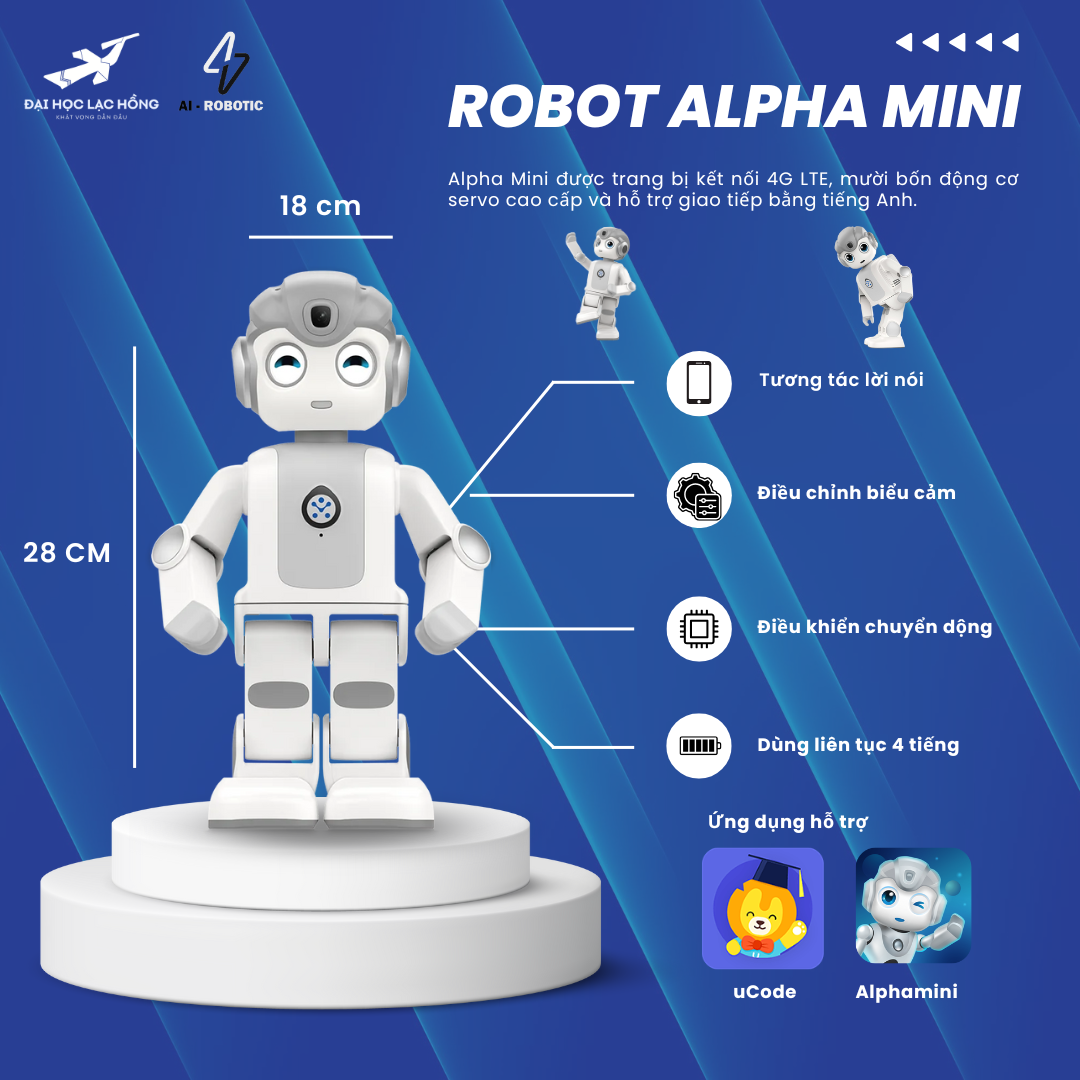 ĐẠI HỌC LẠC HỒNG
KHÁT VỌNG DẪN ĐẦU
AI - ROBOTIC
ROBOT ALPHA MINI
Alpha Mini được trang bị kết nối 4G LTE, mười bốn động cơ
servo cao cấp và hỗ trợ giao tiếp bằng tiếng Anh.
18 cm
28 CM
Tương tác lời nói
Điều chỉnh biểu cảm
Điều khiển chuyển động
Dùng liên tục 4 tiếng
Ứng dụng hỗ trợ
uCode
Alphamini